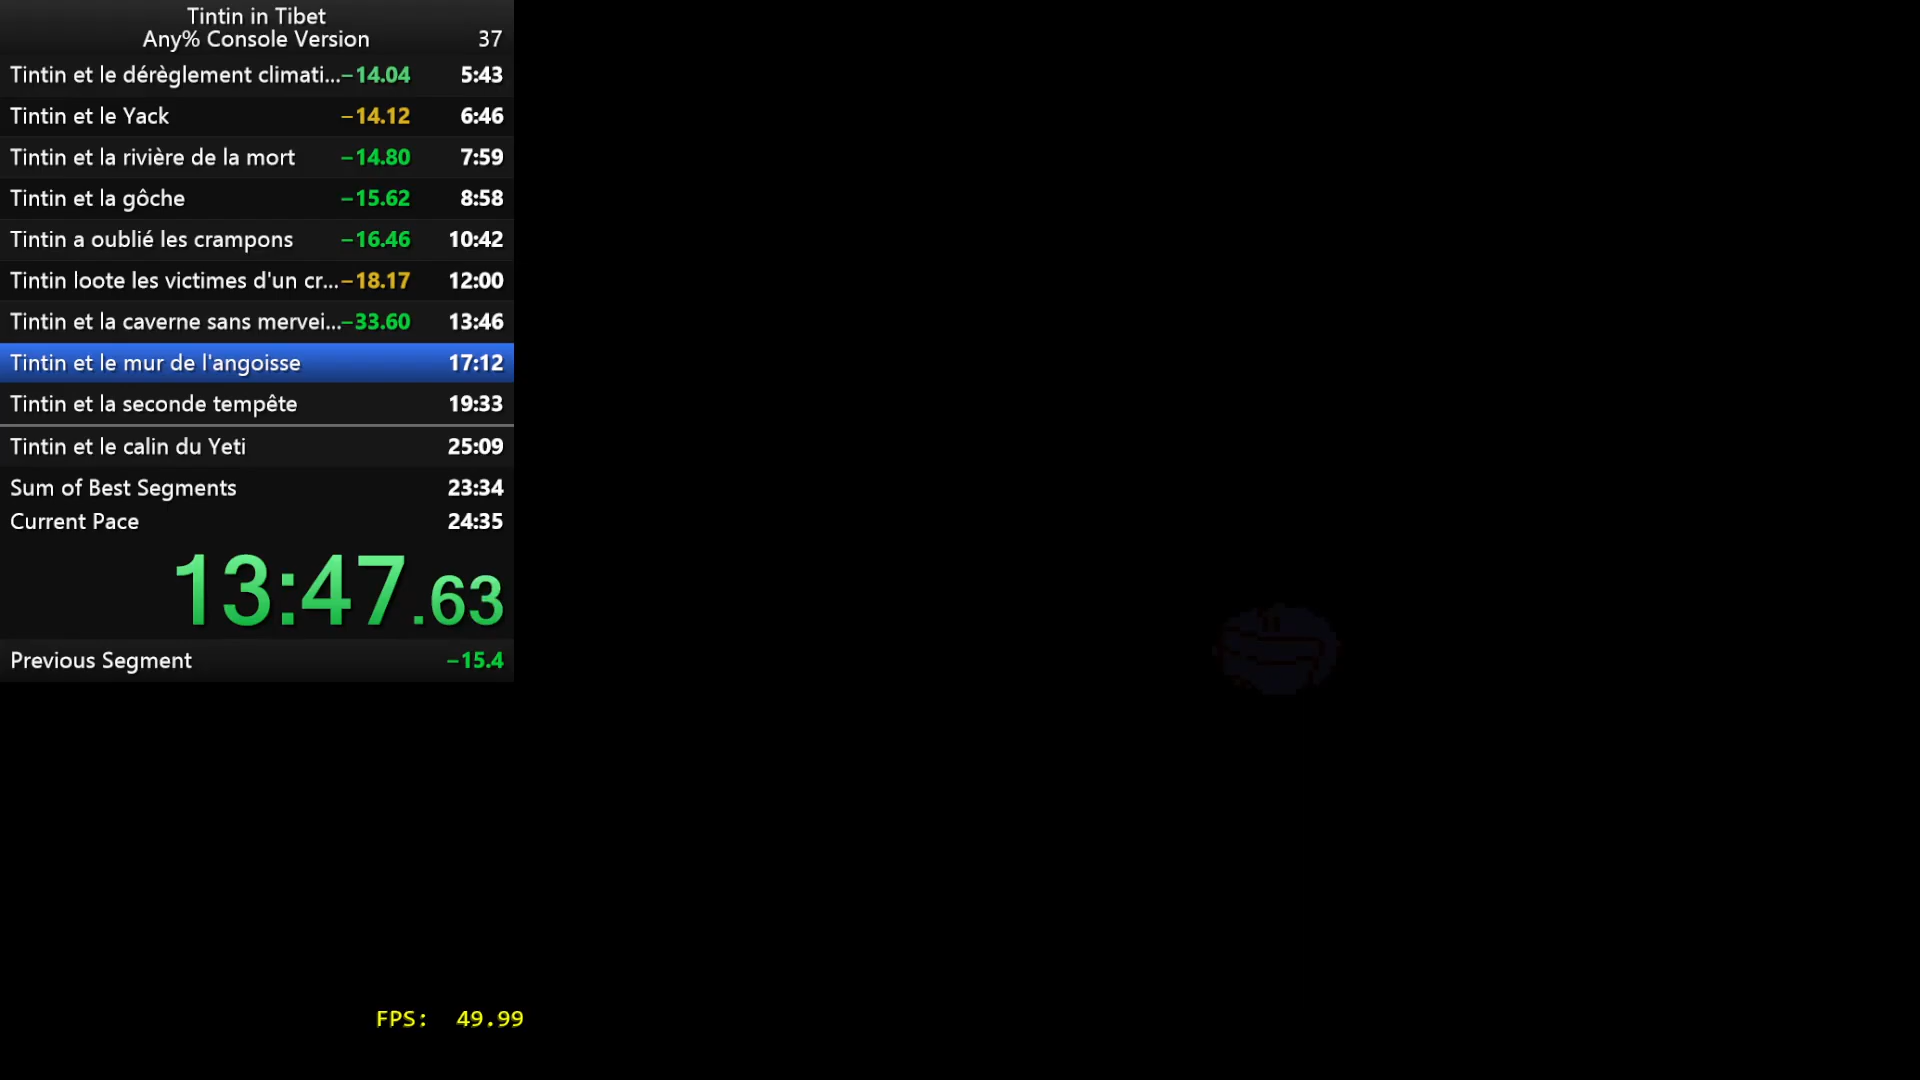 Tintin in Tibet
Any% Console Version 37
Tintin et le dérèglement climati... −14.04 5:43
Tintin et le Yack −14.12 6:46
Tintin et la rivière de la mort −14.80 7:59
Tintin et la gôche −15.62 8:58
Tintin a oublié les crampons −16.46 10:42
Tintin loote les victimes d'un cr... −18.17 12:00
Tintin et la caverne sans mervei... −33.60 13:46
Tintin et le mur de l'angoisse 17:12
Tintin et la seconde tempête 19:33
Tintin et le calin du Yeti 25:09
Sum of Best Segments 23:34
Current Pace 24:35
13:47.63
Previous Segment −15.4
FPS: 49.99